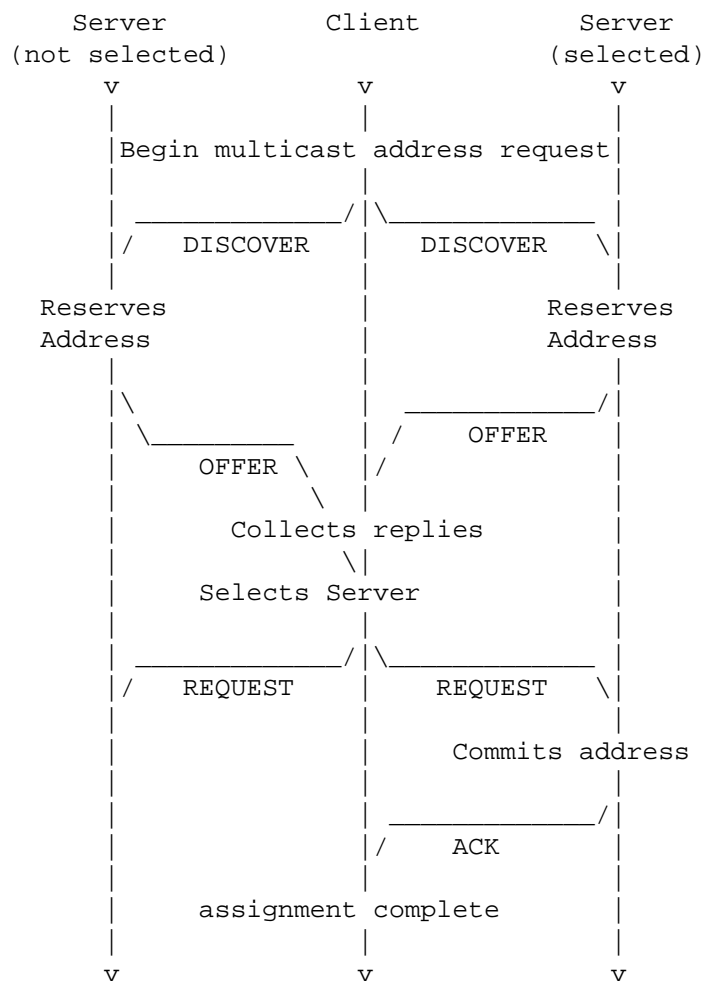 Server Client Server
(not selected) (selected)
v v v
Begin multicast address request
DISCOVER DISCOVER
Reserves Reserves
Address Address
OFFER
OFFER
Collects replies
Selects Server
REQUEST REQUEST
Commits address
ACK
assignment complete
v v v